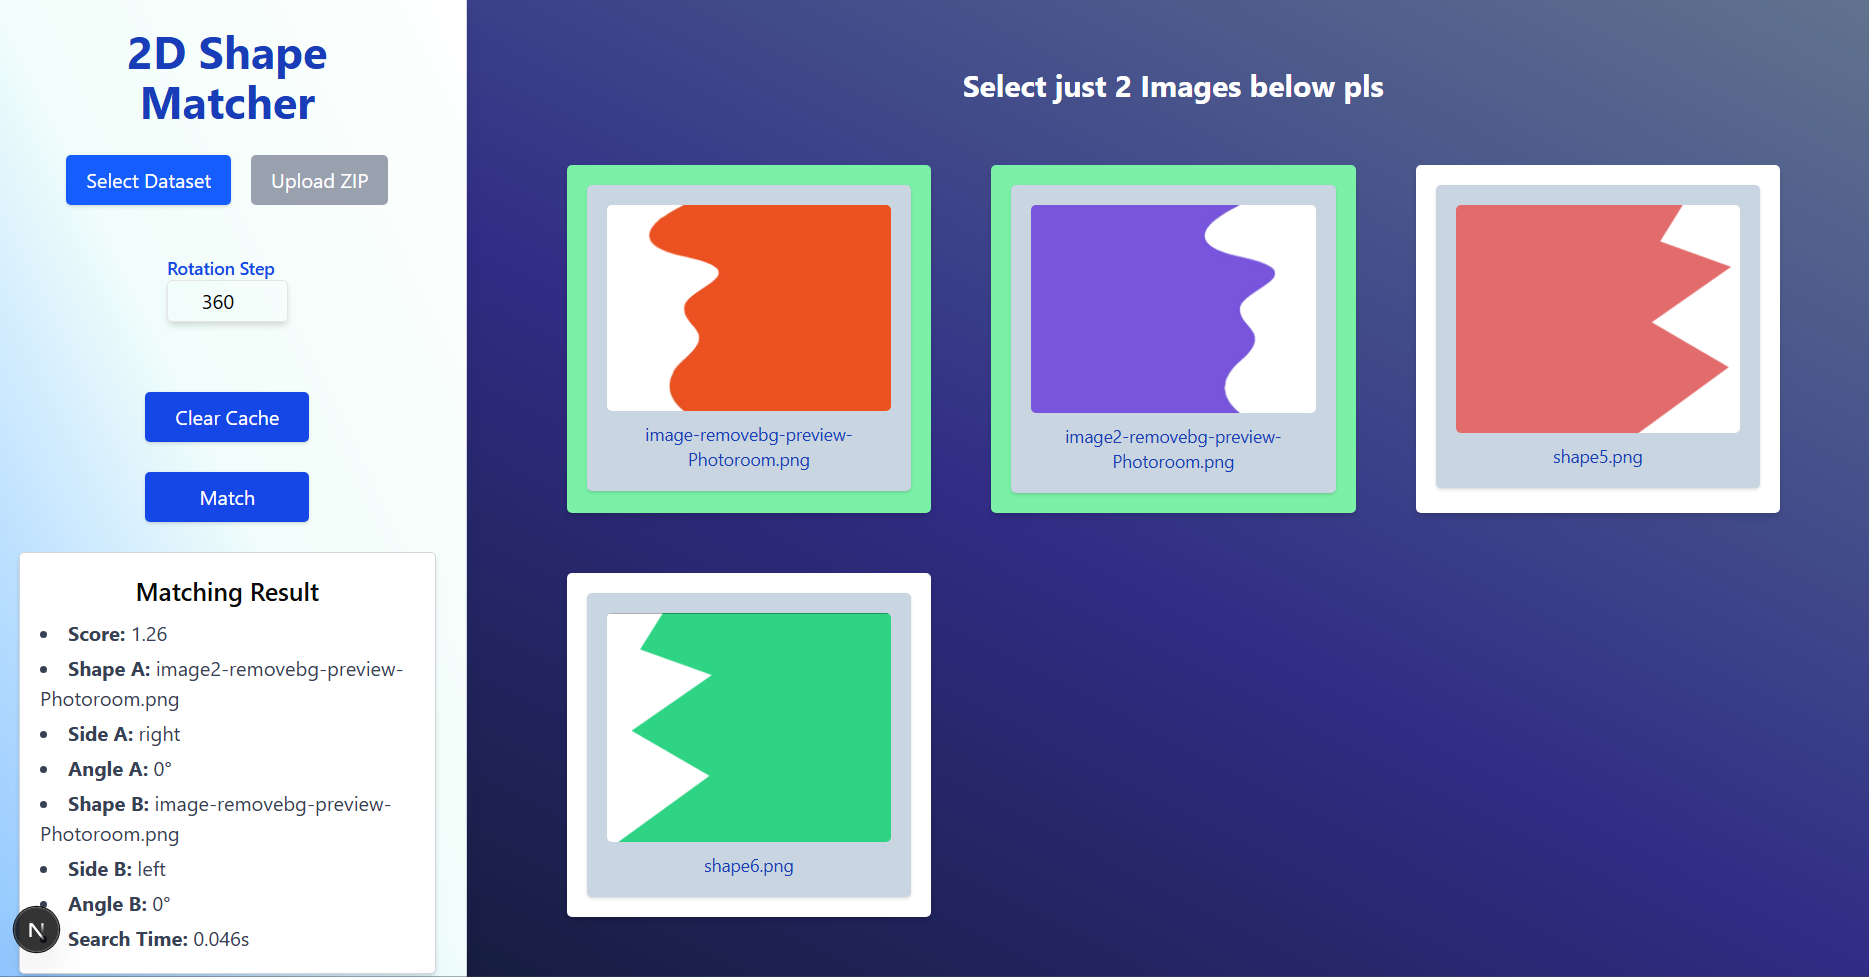 2D Shape
Matcher
Select Dataset
Upload ZIP
Rotation Step
360
Clear Cache
Match
Matching Result
Score: 1.26
Shape A: image2-removebg-preview-
Photoroom.png
Side A: right
Angle A: 0°
Shape B: image-removebg-preview-
Photoroom.png
Side B: left
Angle B: 0°
Search Time: 0.046s
N
Select just 2 Images below pls
image-removebg-preview-
Photoroom.png
image2-removebg-preview-
Photoroom.png
shape5.png
shape6.png